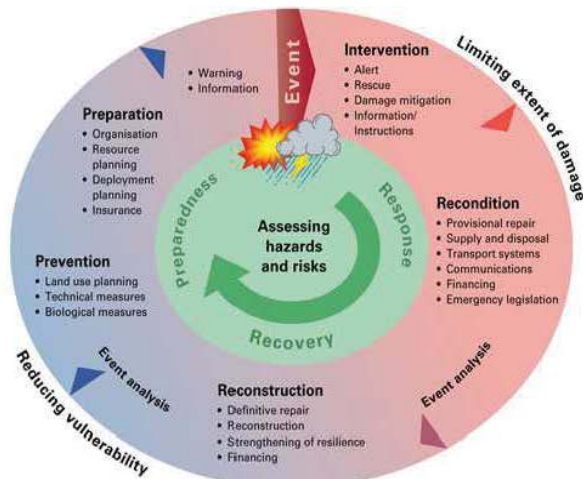 Event
• Warning
• Information
Intervention
• Alert
• Rescue
• Damage mitigation
• Information/
Instructions
Limiting extent of damage
Preparation
• Organisation
• Resource
planning
• Deployment
planning
• Insurance
Preparedness
Response
Recovery
Assessing
hazards
and risks
Recondition
• Provisional repair
• Supply and disposal
• Transport systems
• Communications
• Financing
• Emergency legislation
Prevention
• Land use planning
• Technical measures
• Biological measures
Event analysis
Event analysis
Reducing vulnerability
Reconstruction
• Definitive repair
• Reconstruction
• Strengthening of resilience
• Financing